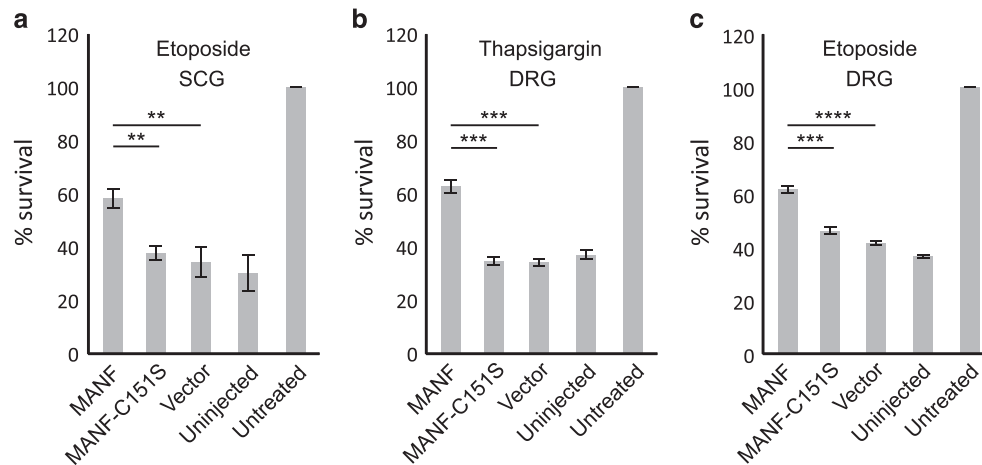 a
Etoposide
SCG
% survival
120
100
80
60
40
20
0
**
**
MANF
MANF-C151S
Vector
Uninjected
Untreated
b
Thapsigargin
DRG
% survival
120
100
80
60
40
20
0
***
***
MANF
MANF-C151S
Vector
Uninjected
Untreated
c
Etoposide
DRG
% survival
120
100
80
60
40
20
0
****
***
MANF
MANF-C151S
Vector
Uninjected
Untreated